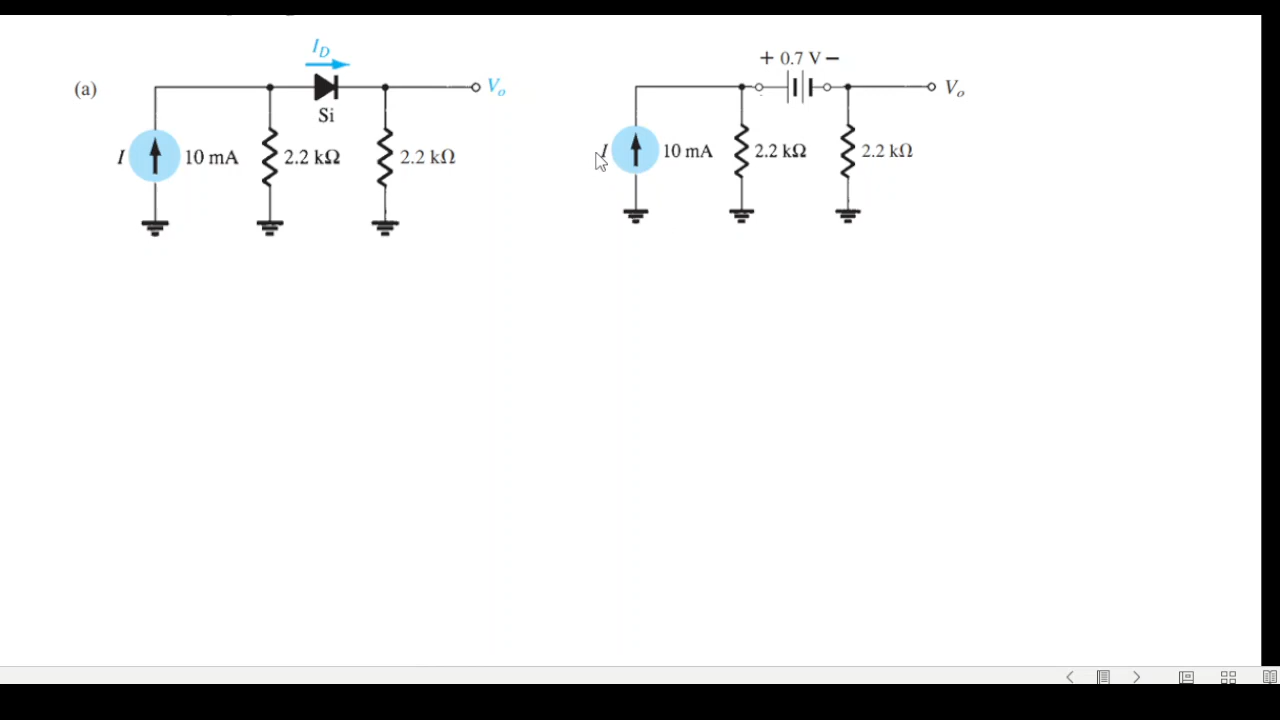 (a)
I_D
Si
V_o
I
10 mA
2.2 kΩ
2.2 kΩ
+ 0.7 V −
V_o
I
10 mA
2.2 kΩ
2.2 kΩ